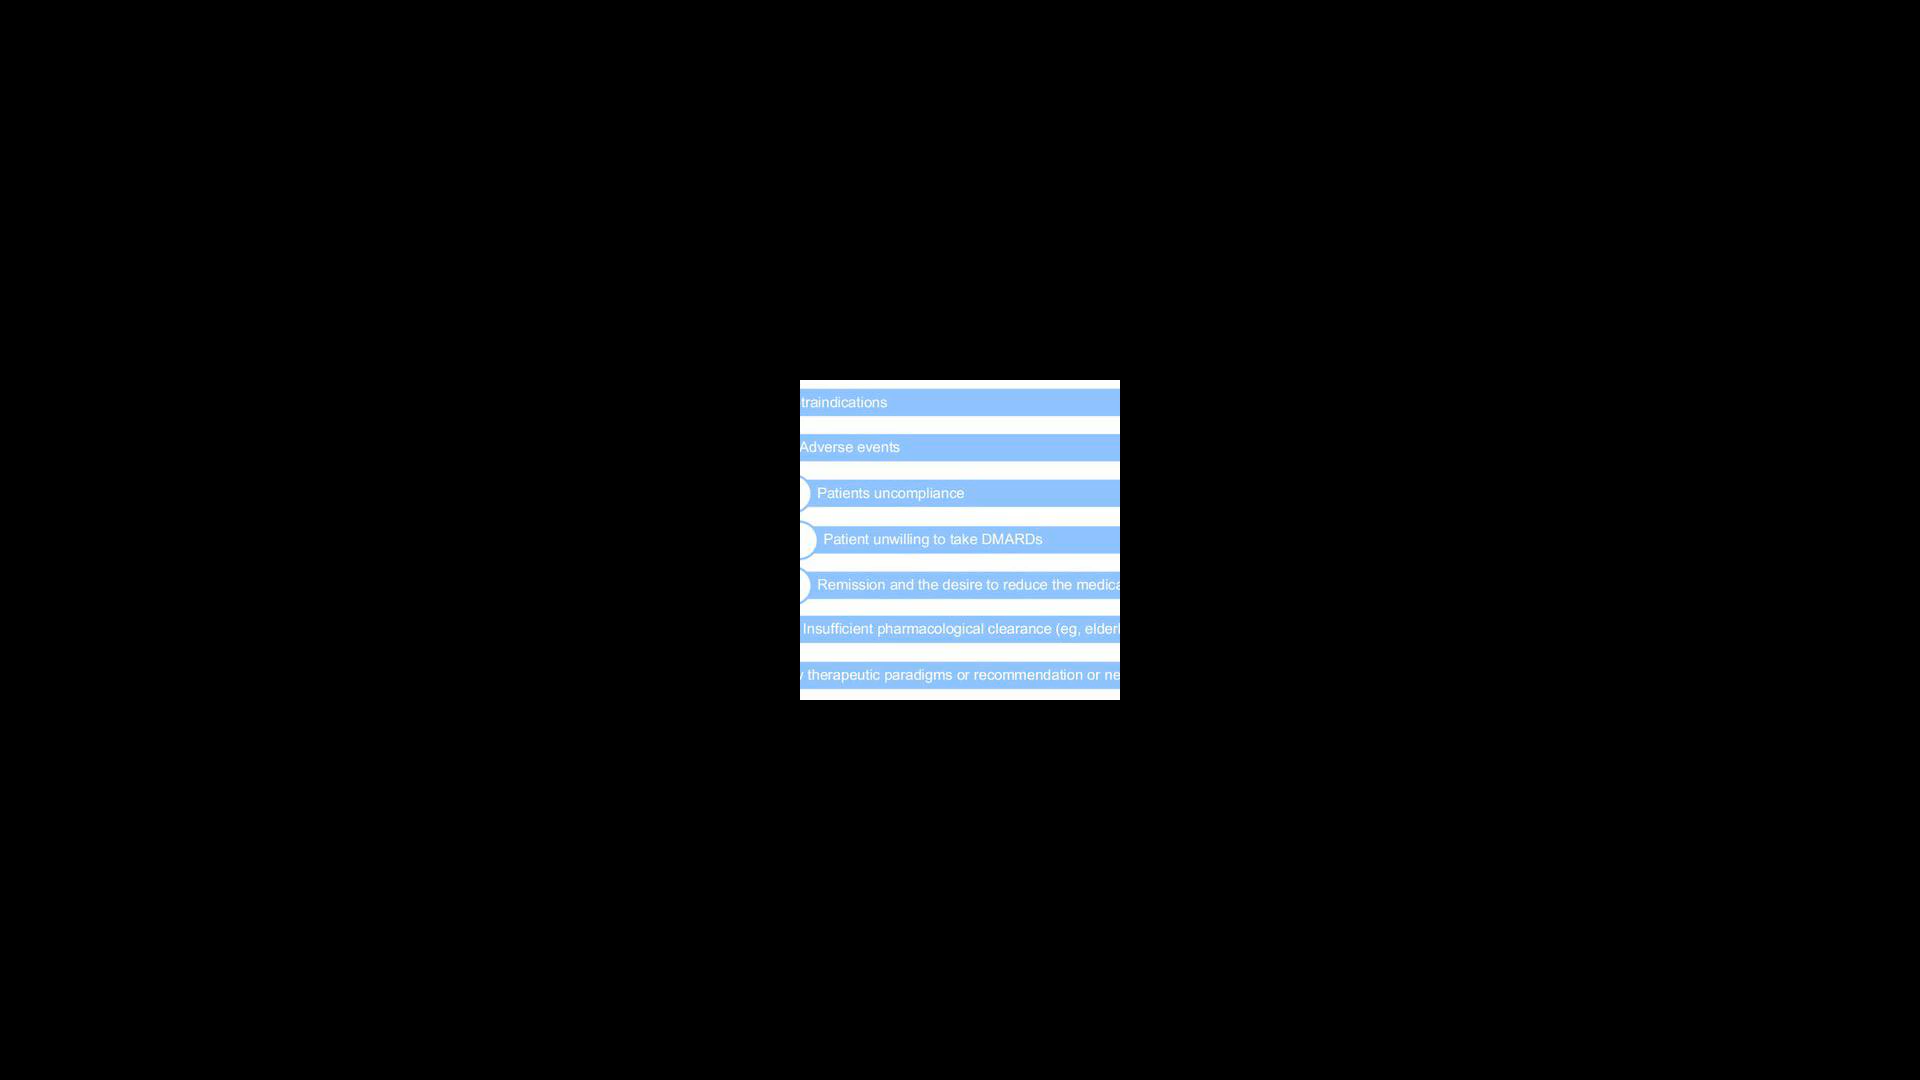 traindications
Adverse events
Patients uncompliance
Patient unwilling to take DMARDs
Remission and the desire to reduce the medica
Insufficient pharmacological clearance (eg, elderl
therapeutic paradigms or recommendation or ne